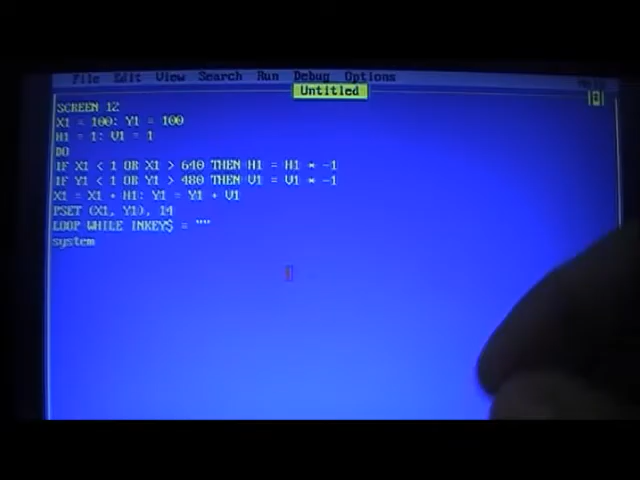 File Edit View Search Run Debug Options
Untitled
SCREEN 12
X1 = 100: Y1 = 100
H1 = 1: V1 = 1
DO
IF X1 < 1 OR X1 > 640 THEN H1 = H1 * -1
IF Y1 < 1 OR Y1 > 480 THEN V1 = V1 * -1
X1 = X1 + H1: Y1 = Y1 + V1
PSET (X1, Y1), 14
LOOP WHILE INKEY$ = ""
system